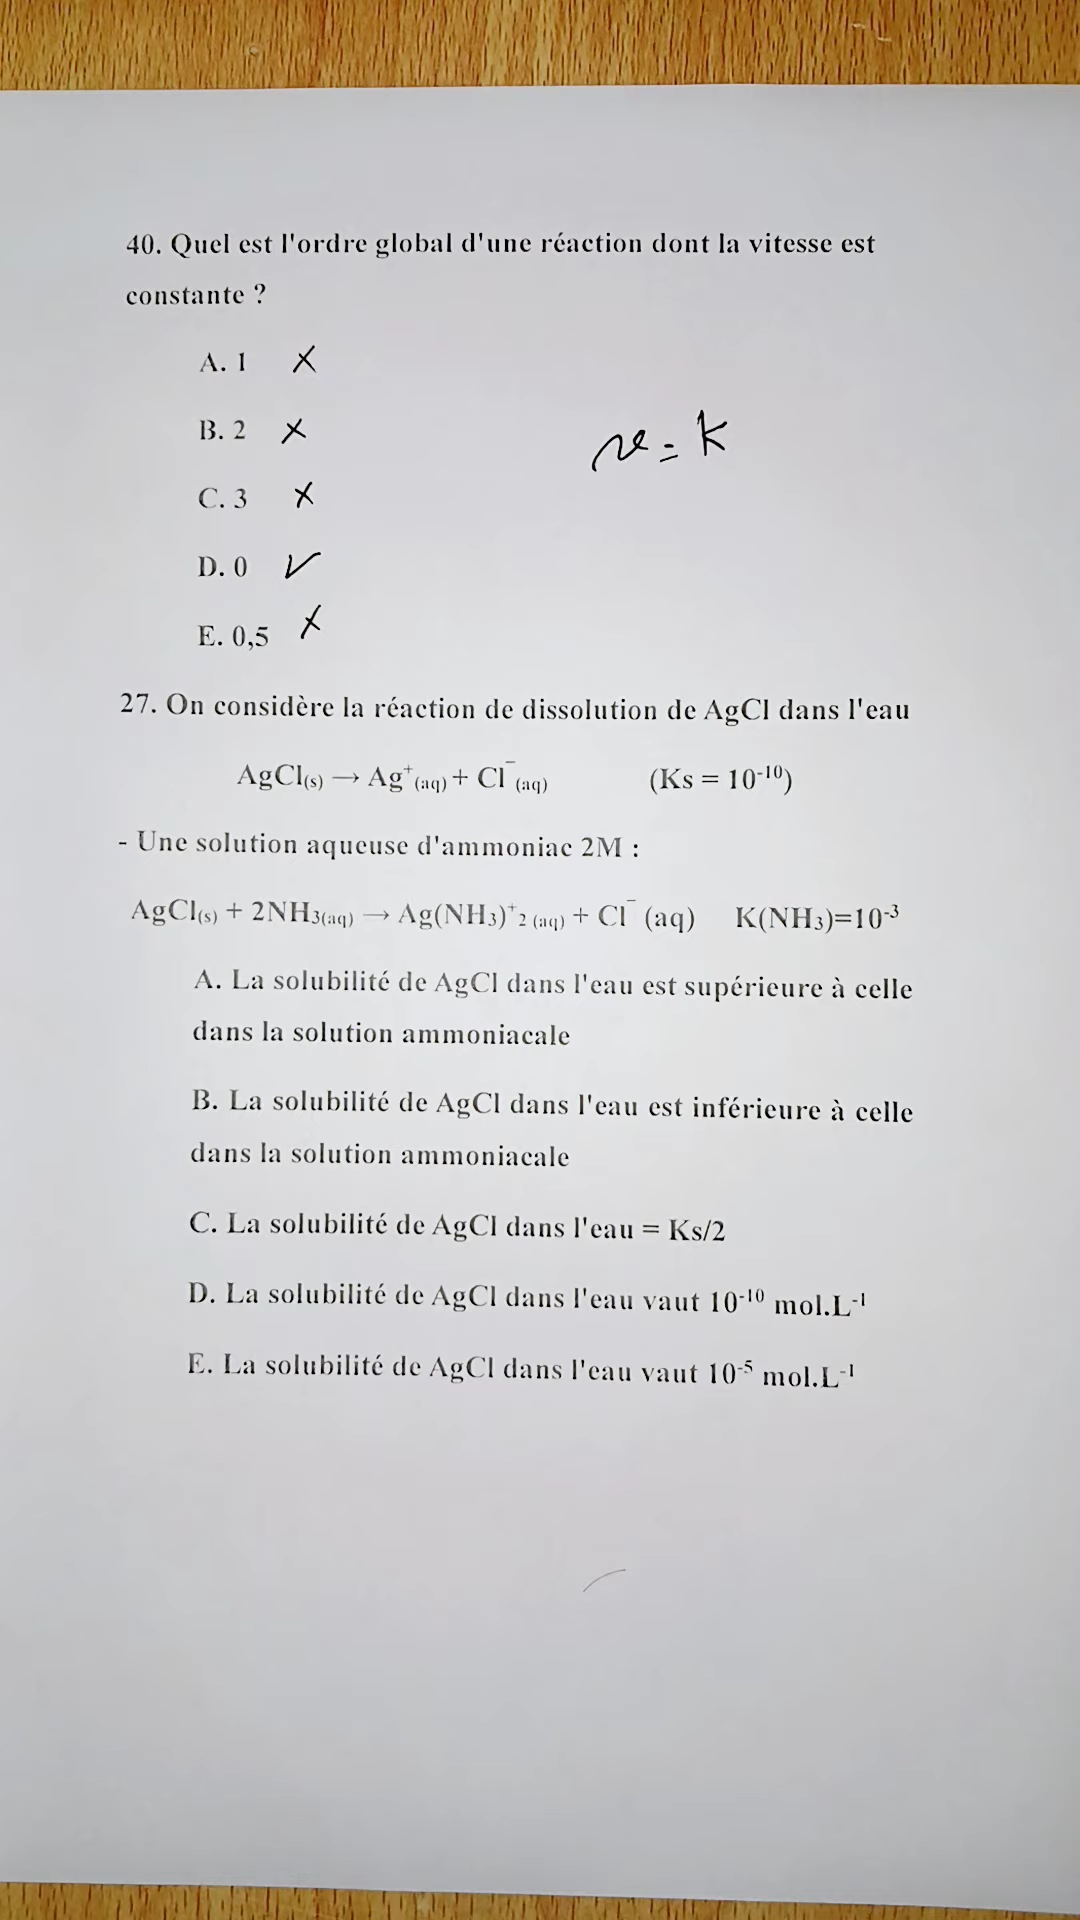 40. Quel est l'ordre global d'une réaction dont la vitesse est
constante ?
A. 1 ×
B. 2 ×
v = k
C. 3 ×
D. 0 ✓
E. 0,5 ×
27. On considère la réaction de dissolution de AgCl dans l'eau
AgCl(s) → Ag⁺(aq) + Cl⁻(aq) (Ks = 10⁻¹⁰)
- Une solution aqueuse d'ammoniac 2M :
AgCl(s) + 2NH₃(aq) → Ag(NH₃)⁺₂ (aq) + Cl⁻ (aq) K(NH₃)=10⁻³
A. La solubilité de AgCl dans l'eau est supérieure à celle
dans la solution ammoniacale
B. La solubilité de AgCl dans l'eau est inférieure à celle
dans la solution ammoniacale
C. La solubilité de AgCl dans l'eau = Ks/2
D. La solubilité de AgCl dans l'eau vaut 10⁻¹⁰ mol.L⁻¹
E. La solubilité de AgCl dans l'eau vaut 10⁻⁵ mol.L⁻¹